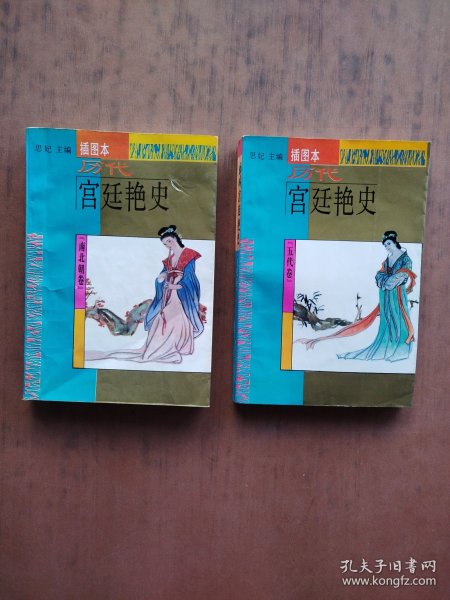 思妃 主编
插图本
历代
宫廷艳史
『南北朝卷』
思妃 主编
插图本
历代
宫廷艳史
『五代卷』
孔夫子旧书网
www.kongfz.com